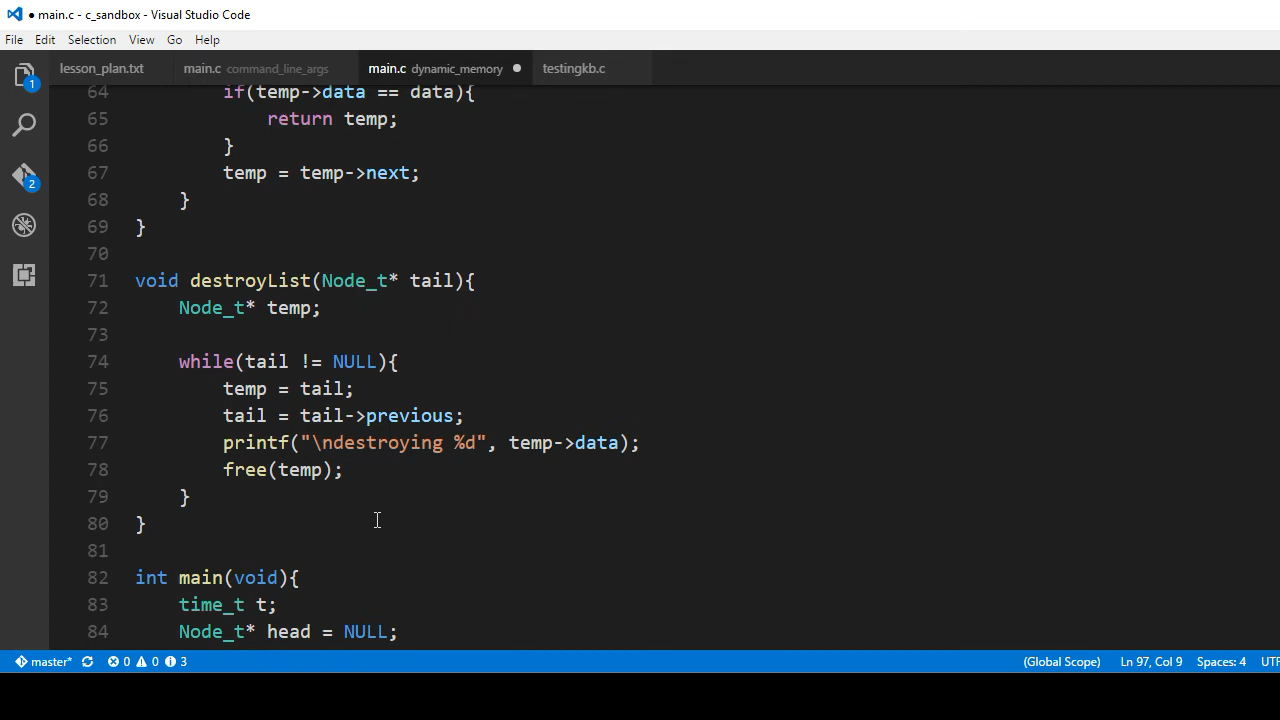 ● main.c - c_sandbox - Visual Studio Code
File Edit Selection View Go Help
lesson_plan.txt main.c command_line_args main.c dynamic_memory testingkb.c
1
2
64 if(temp->data == data){
65 return temp;
66 }
67 temp = temp->next;
68 }
69 }
70
71 void destroyList(Node_t* tail){
72 Node_t* temp;
73
74 while(tail != NULL){
75 temp = tail;
76 tail = tail->previous;
77 printf("\ndestroying %d", temp->data);
78 free(temp);
79 }
80 }
81
82 int main(void){
83 time_t t;
84 Node_t* head = NULL;
master* 0 0 3 (Global Scope) Ln 97, Col 9 Spaces: 4 UTF